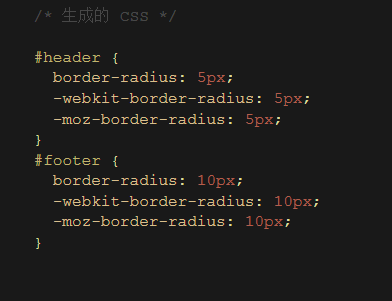 /* 生成的 css */
#header {
  border-radius: 5px;
  -webkit-border-radius: 5px;
  -moz-border-radius: 5px;
}
#footer {
  border-radius: 10px;
  -webkit-border-radius: 10px;
  -moz-border-radius: 10px;
}